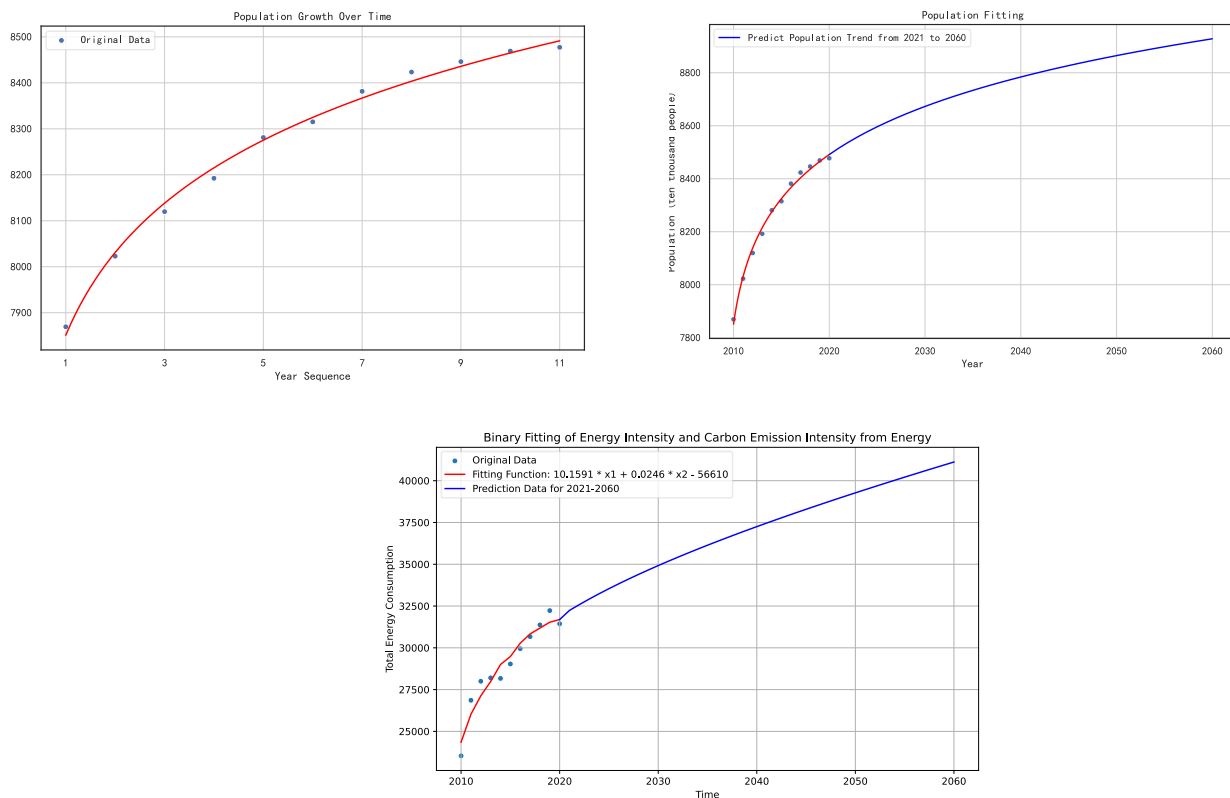 Population Growth Over Time
Original Data
8500
8400
8300
8200
8100
8000
7900
1 3 5 7 9 11
Year Sequence
Population Fitting
Predict Population Trend from 2021 to 2060
Population (ten thousand people)
8800
8600
8400
8200
8000
7800
2010 2020 2030 2040 2050 2060
Year
Binary Fitting of Energy Intensity and Carbon Emission Intensity from Energy
Original Data
Fitting Function: 10.1591 * x1 + 0.0246 * x2 - 56610
Prediction Data for 2021-2060
Total Energy Consumption
40000
37500
35000
32500
30000
27500
25000
2010 2020 2030 2040 2050 2060
Time